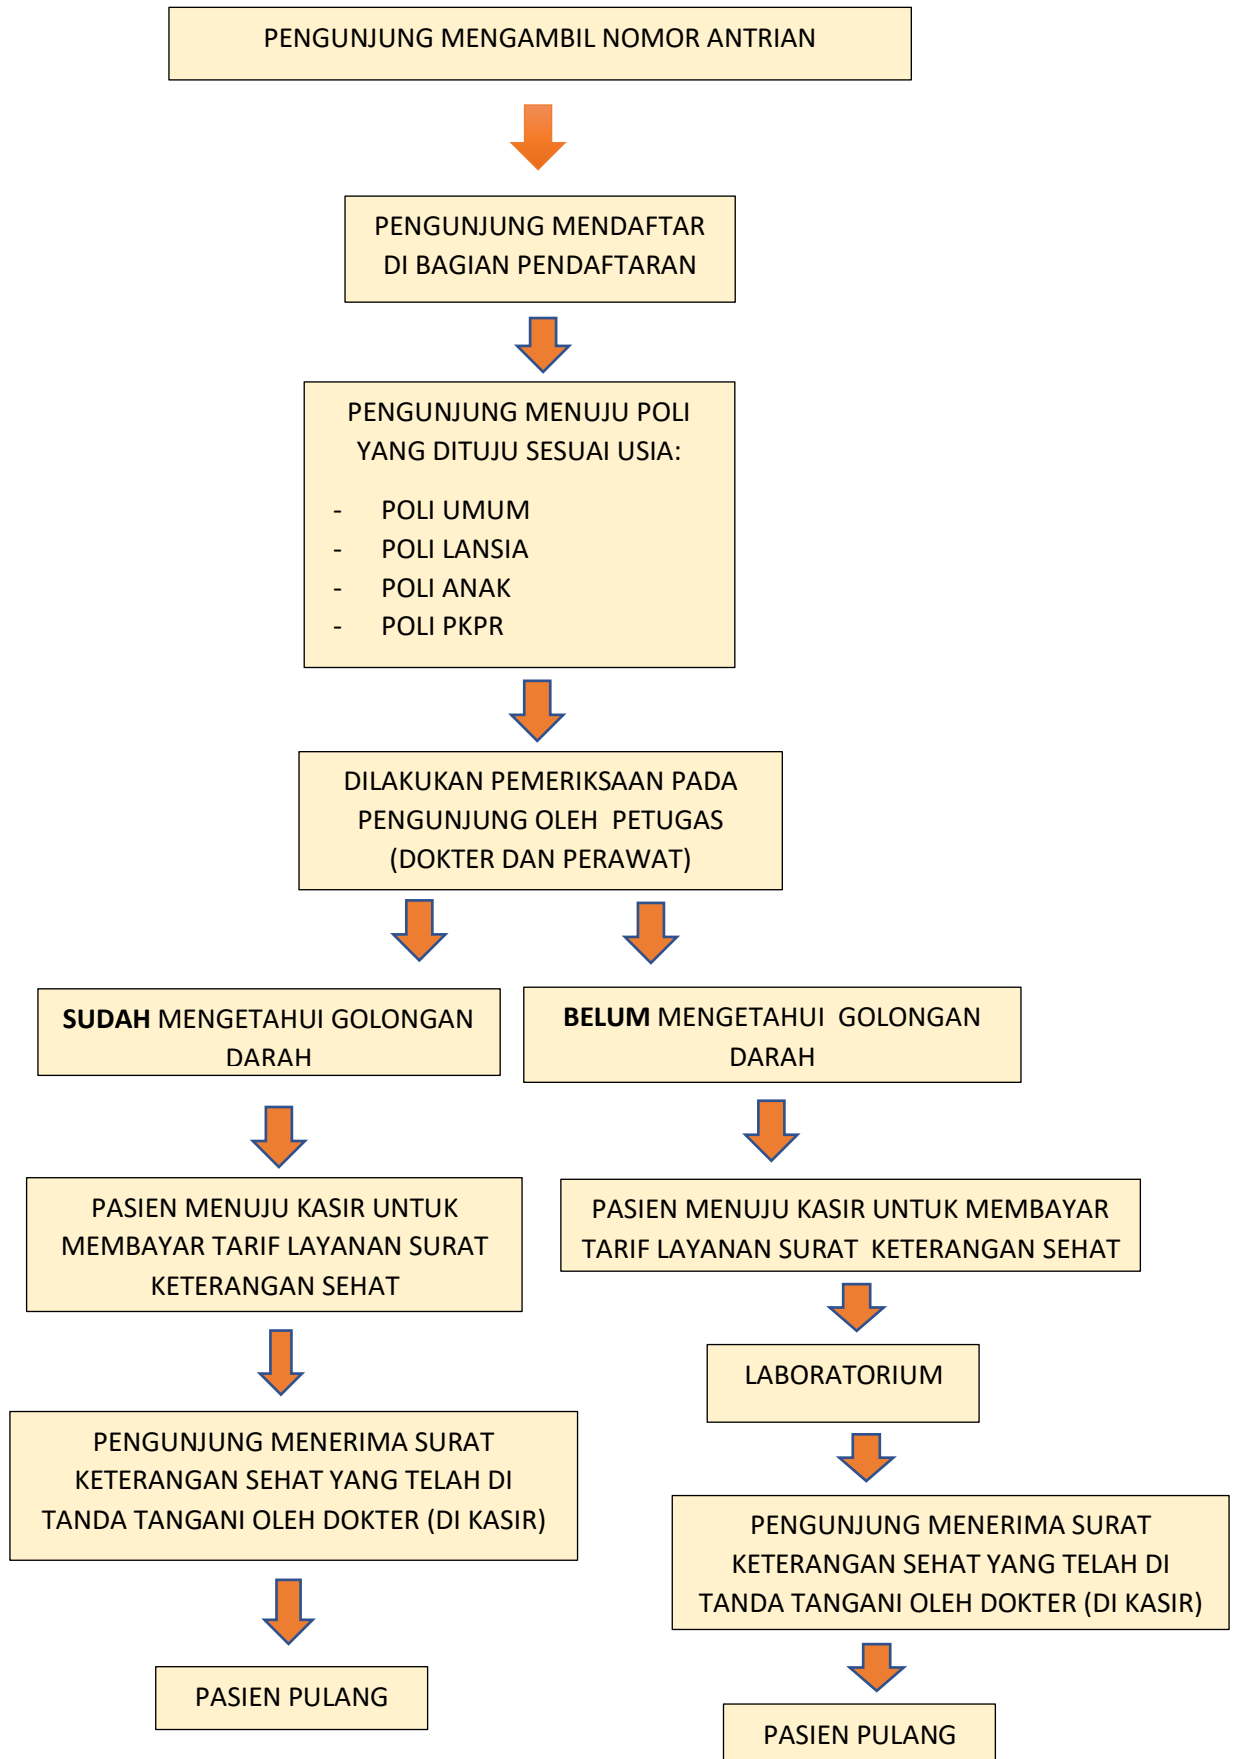 PENGUNJUNG MENGAMBIL NOMOR ANTRIAN
PENGUNJUNG MENDAFTAR
DI BAGIAN PENDAFTARAN
PENGUNJUNG MENUJU POLI
YANG DITUJU SESUAI USIA:
- POLI UMUM
- POLI LANSIA
- POLI ANAK
- POLI PKPR
DILAKUKAN PEMERIKSAAN PADA
PENGUNJUNG OLEH PETUGAS
(DOKTER DAN PERAWAT)
SUDAH MENGETAHUI GOLONGAN
DARAH
BELUM MENGETAHUI GOLONGAN
DARAH
PASIEN MENUJU KASIR UNTUK
MEMBAYAR TARIF LAYANAN SURAT
KETERANGAN SEHAT
PASIEN MENUJU KASIR UNTUK MEMBAYAR
TARIF LAYANAN SURAT KETERANGAN SEHAT
LABORATORIUM
PENGUNJUNG MENERIMA SURAT
KETERANGAN SEHAT YANG TELAH DI
TANDA TANGANI OLEH DOKTER (DI KASIR)
PENGUNJUNG MENERIMA SURAT
KETERANGAN SEHAT YANG TELAH DI
TANDA TANGANI OLEH DOKTER (DI KASIR)
PASIEN PULANG
PASIEN PULANG